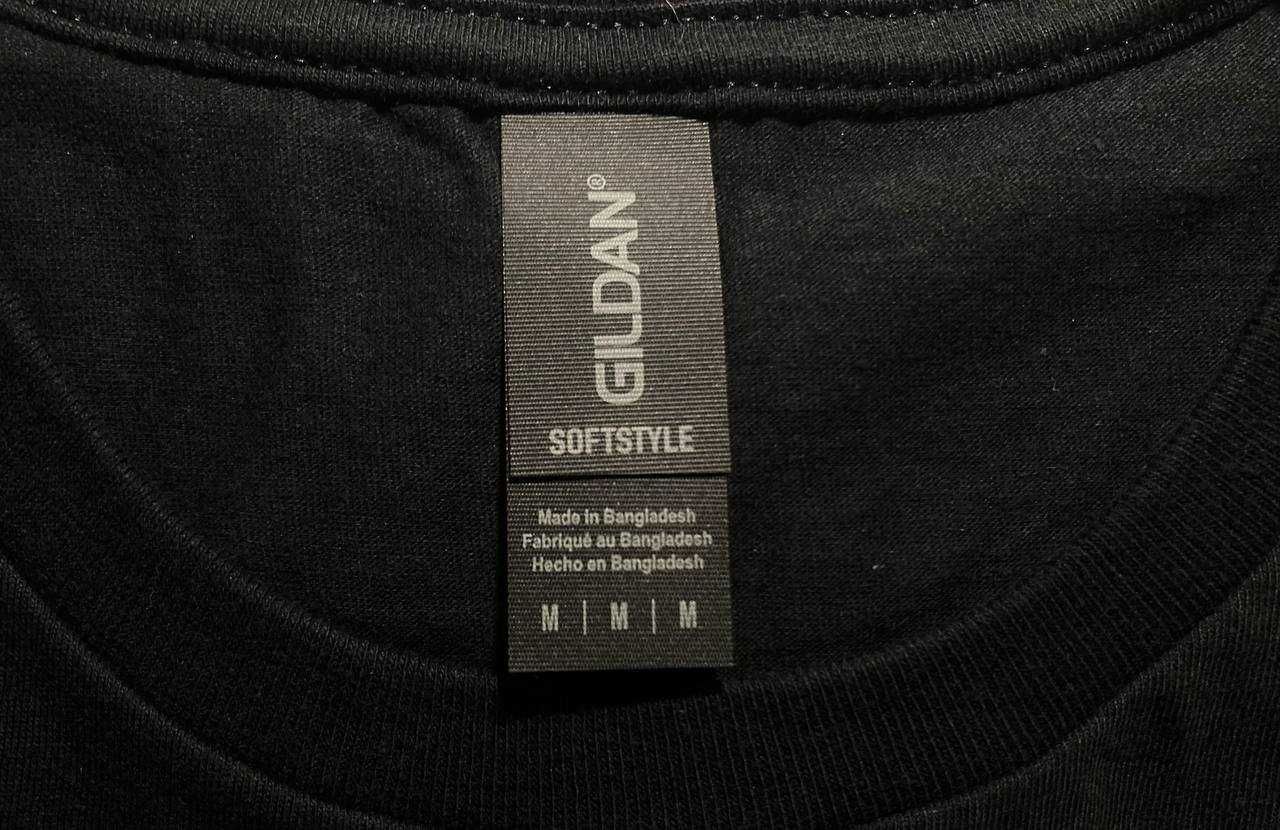 GILDAN®
SOFTSTYLE
Made in Bangladesh
Fabriqué au Bangladesh
Hecho en Bangladesh
M | M | M